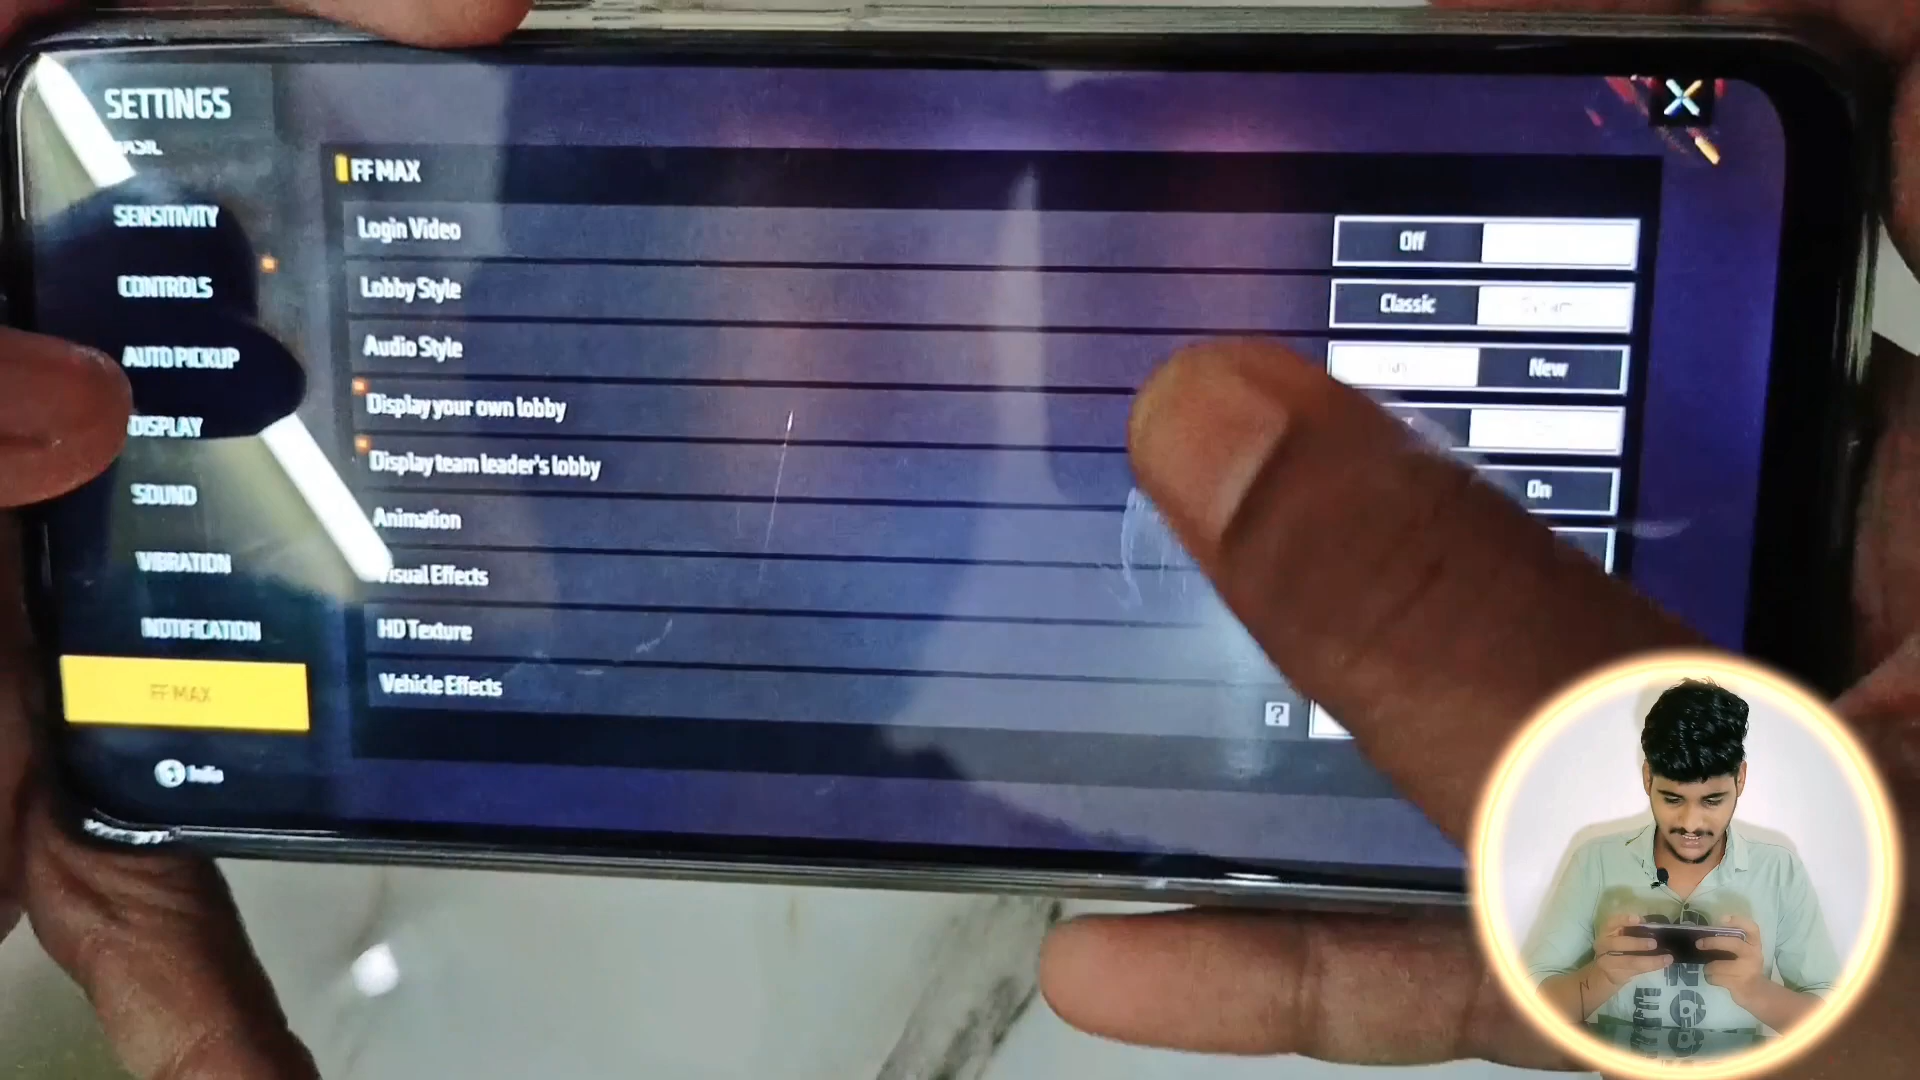 SETTINGS
SENSITIVITY
CONTROLS
AUTO PICKUP
DISPLAY
SOUND
VIBRATION
NOTIFICATION
FF MAX
India
FF MAX
Login Video
Off
Lobby Style
Classic
Audio Style
New
Display your own lobby
Display team leader's lobby
On
Animation
Visual Effects
HD Texture
Vehicle Effects
?